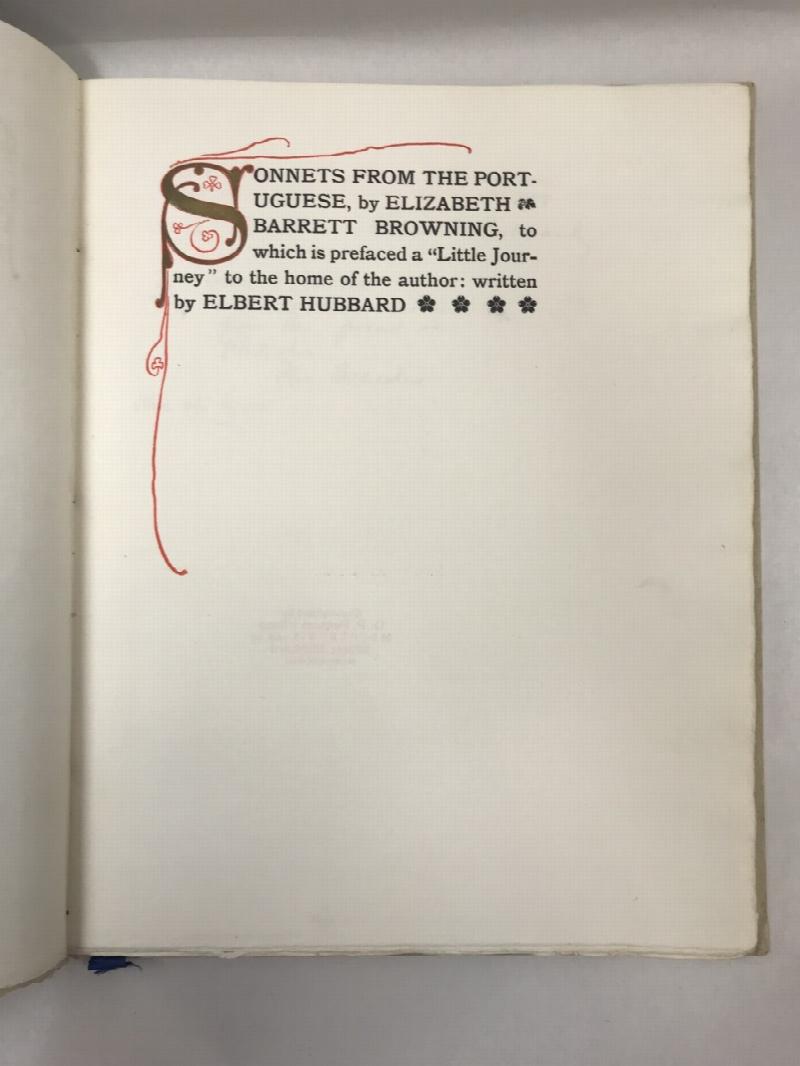 SONNETS FROM THE PORT-
UGUESE, by ELIZABETH
BARRETT BROWNING, to
which is prefaced a “Little Jour-
ney” to the home of the author: written
by ELBERT HUBBARD